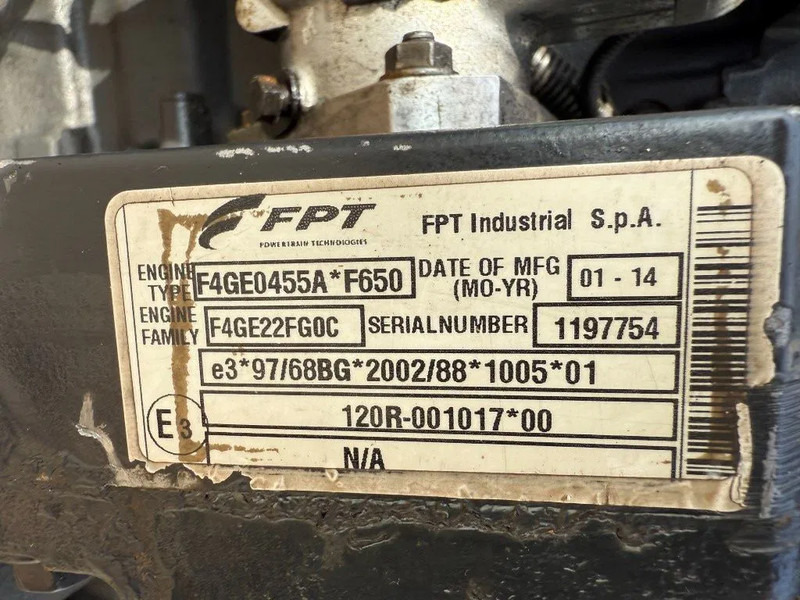 FPT FPT Industrial S.p.A.
POWERTRAIN TECHNOLOGIES
ENGINE TYPE F4GE0455A*F650 DATE OF MFG (MO-YR) 01 - 14
ENGINE FAMILY F4GE22FG0C SERIALNUMBER 1197754
e3*97/68BG*2002/88*1005*01
E3 120R-001017*00
N/A